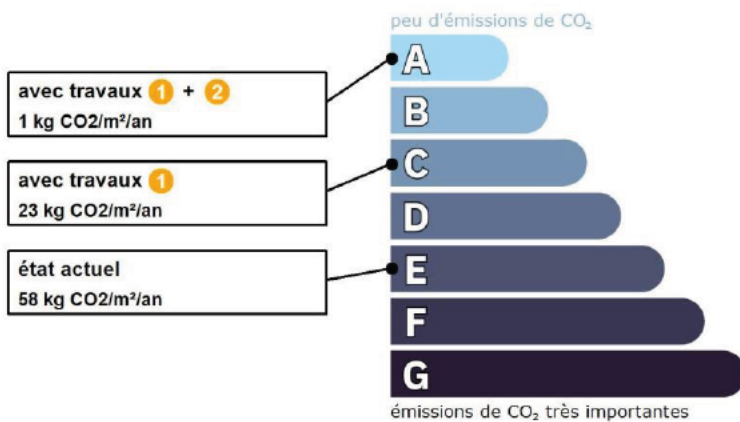 peu d'émissions de CO₂
A
avec travaux 1 + 2
1 kg CO2/m²/an
B
C
avec travaux 1
23 kg CO2/m²/an
D
état actuel
58 kg CO2/m²/an
E
F
G
émissions de CO₂ très importantes